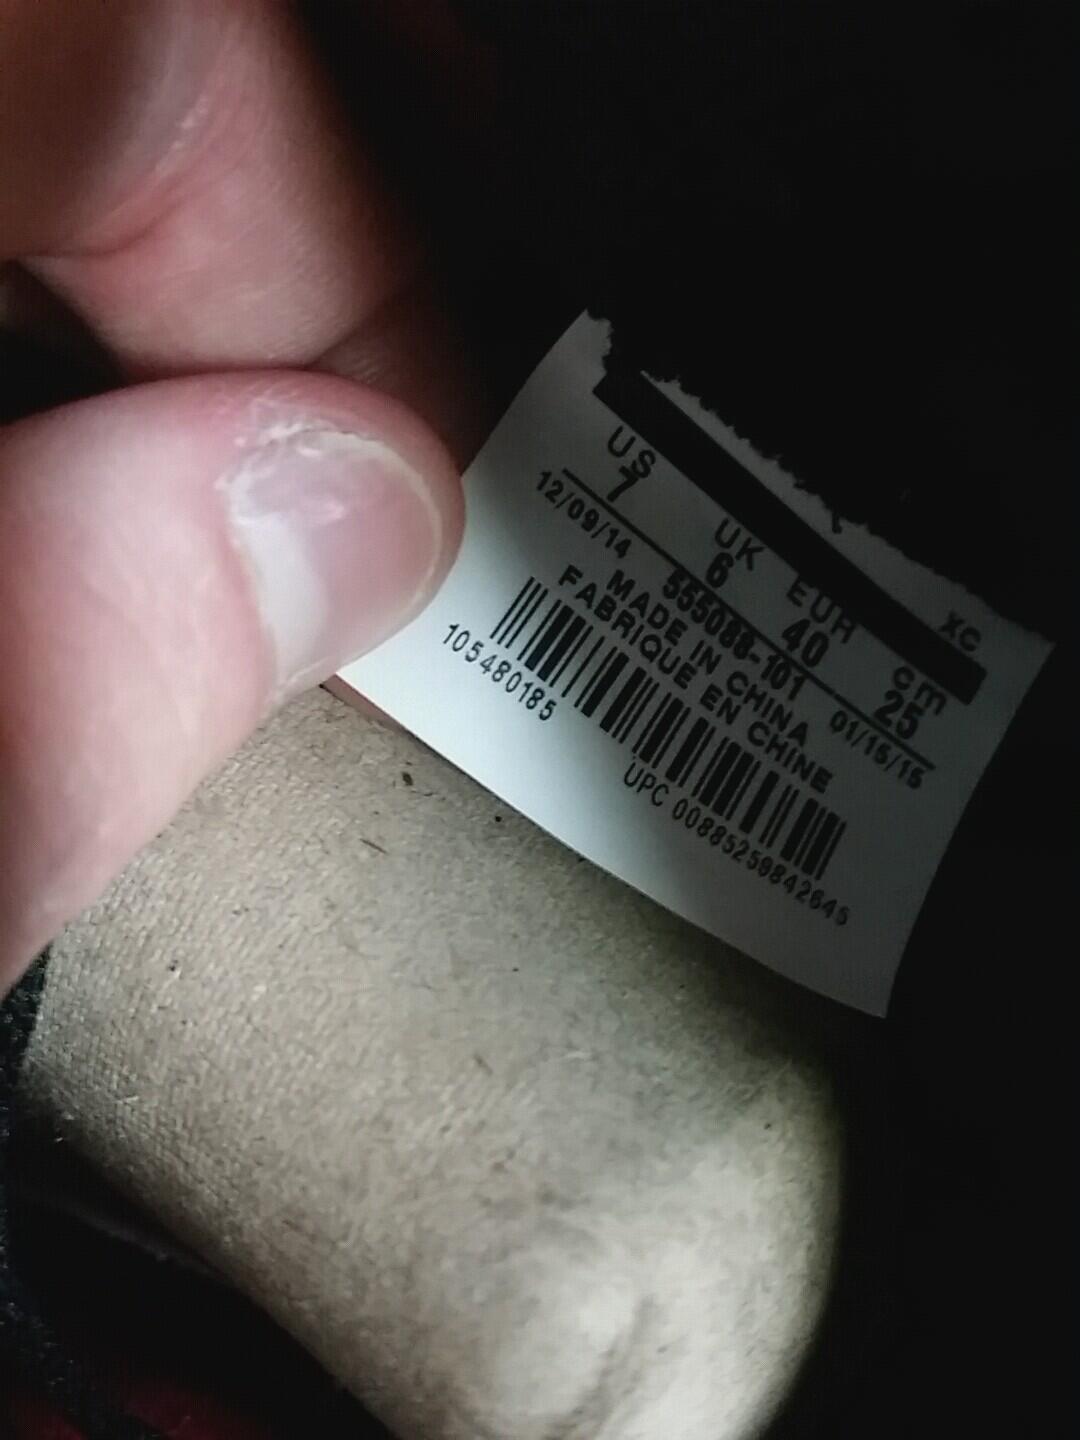 XC
US UK EUR cm
7 6 40 25
12/09/14 555088-101 01/15/15
MADE IN CHINA
FABRIQUE EN CHINE
105480185
UPC 00885259842645